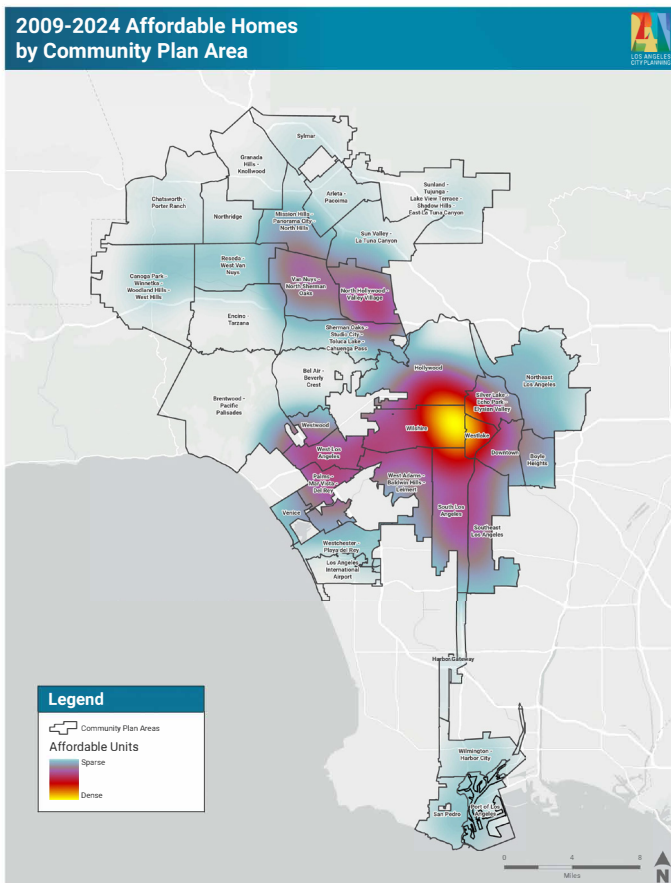 2009-2024 Affordable Homes
by Community Plan Area
LOS ANGELES
CITY PLANNING
Sylmar
Granada
Hills -
Knollwood
Sunland -
Tujunga -
Lake View Terrace -
Shadow Hills
East La Tuna Canyon
Arleta -
Pacoima
Chatsworth -
Porter Ranch
Northridge
Mission Hills -
Panorama City -
North Hills
Sun Valley -
La Tuna Canyon
Reseda -
West Van
Nuys
Canoga Park -
Winnetka -
Woodland Hills -
West Hills
Van Nuys -
North Sherman
Oaks
North Hollywood -
Valley Village
Encino
Tarzana
Sherman Oaks -
Studio City -
Toluca Lake -
Cahuenga Pass
Hollywood
Bel Air -
Beverly
Crest
Northeast
Los Angeles
Brentwood -
Pacific
Palisades
Silver Lake -
Echo Park -
Elysian Valley
Westwood
Wilshire
Westlake
West Los
Angeles
Downtown
Boyle
Heights
Palms -
Mar Vista -
Del Rey
West Adams -
Baldwin Hills -
Leimert
Venice
South Los
Angeles
Southeast
Los Angeles
Westchester -
Playa del Rey
Los Angeles
International
Airport
Harbor Gateway
Legend
Community Plan Areas
Affordable Units
Sparse
Dense
Wilmington -
Harbor City
San Pedro
Port of Los
Angeles
0
4
8
Miles
N